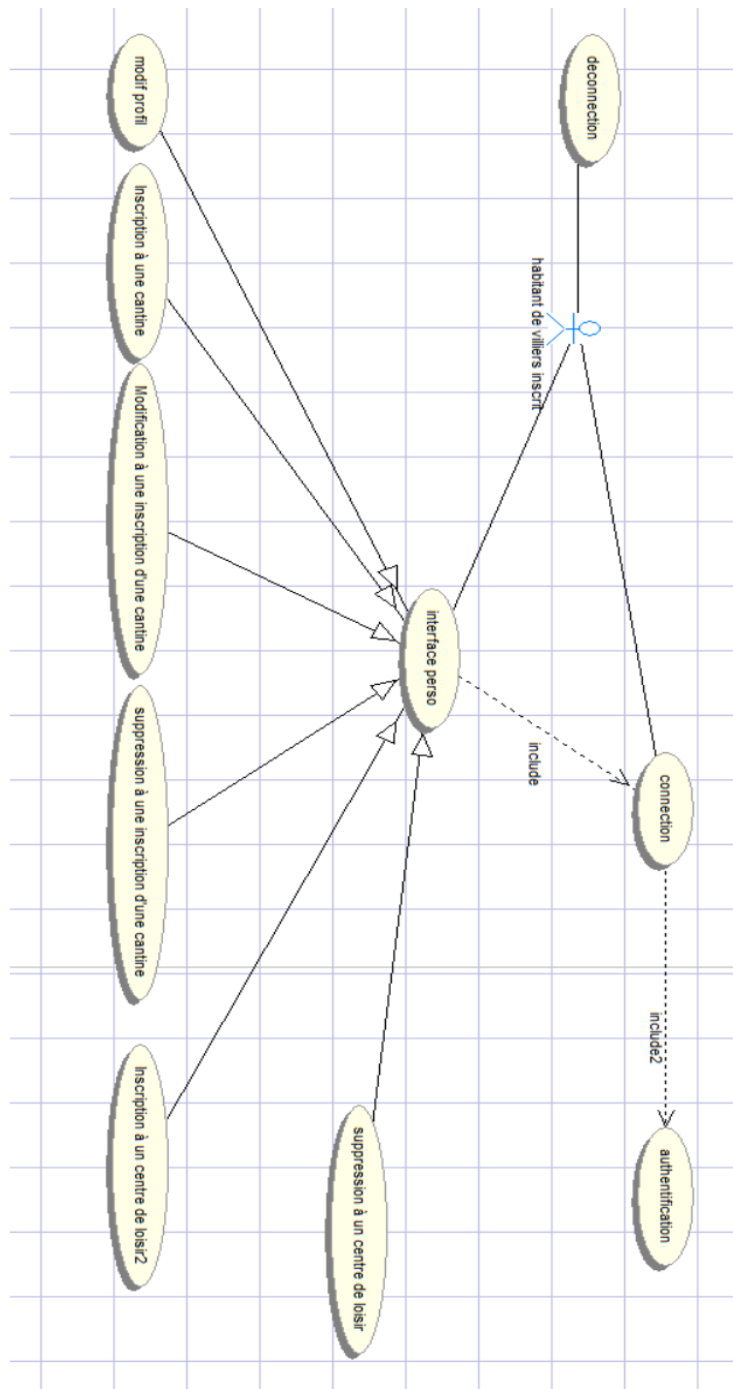 deconnection
habitant de villiers inscrit
connection
include2
authentification
include
interface perso
suppression à un centre de loisir
modif profil
Inscription à une cantine
Modification à une inscription d'une cantine
suppression à une inscription d'une cantine
Inscription à un centre de loisir2